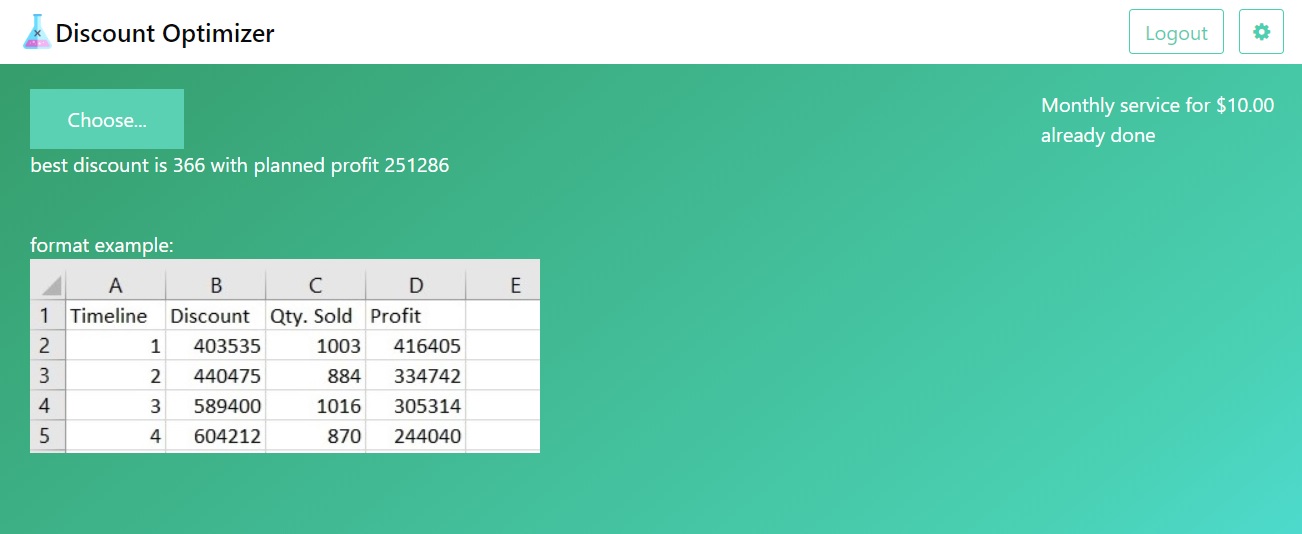 Discount Optimizer
Logout
Choose...
Monthly service for $10.00
already done
best discount is 366 with planned profit 251286
format example:
A B C D E
1 Timeline Discount Qty. Sold Profit
2 1 403535 1003 416405
3 2 440475 884 334742
4 3 589400 1016 305314
5 4 604212 870 244040